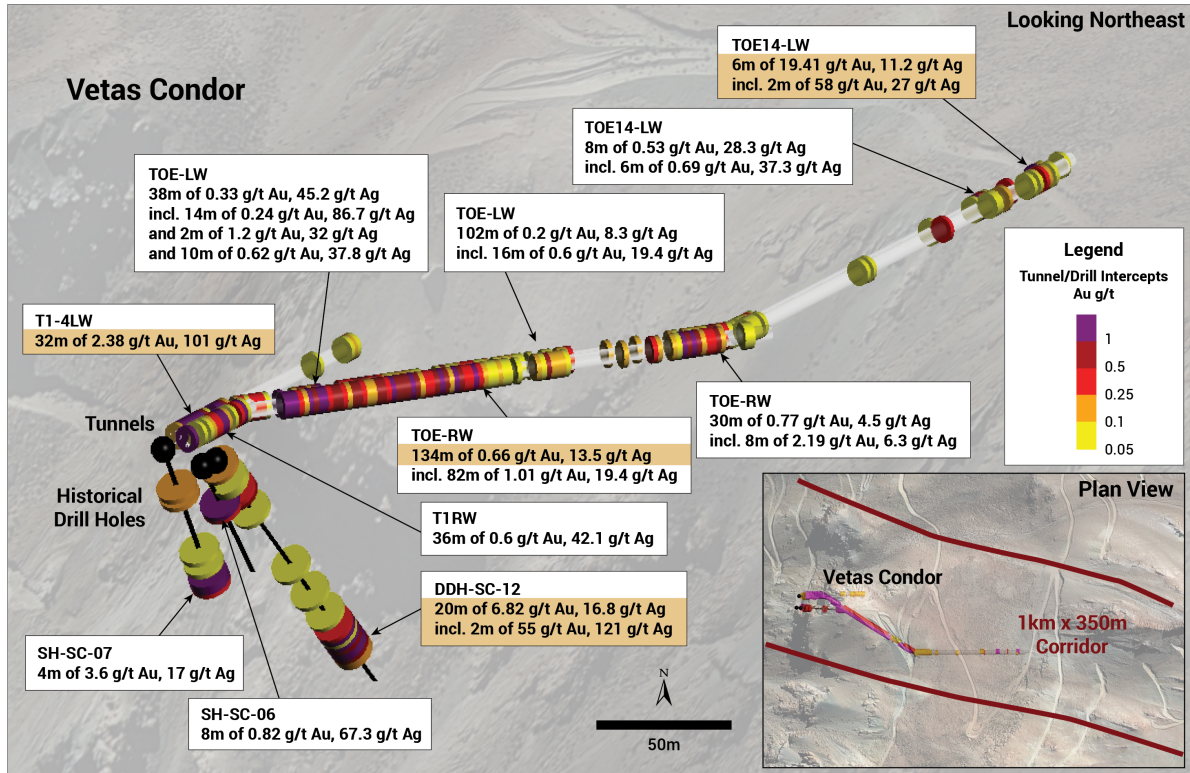 Looking Northeast
Vetas Condor
TOE14-LW
6m of 19.41 g/t Au, 11.2 g/t Ag
incl. 2m of 58 g/t Au, 27 g/t Ag
TOE14-LW
8m of 0.53 g/t Au, 28.3 g/t Ag
incl. 6m of 0.69 g/t Au, 37.3 g/t Ag
TOE-LW
38m of 0.33 g/t Au, 45.2 g/t Ag
incl. 14m of 0.24 g/t Au, 86.7 g/t Ag
and 2m of 1.2 g/t Au, 32 g/t Ag
and 10m of 0.62 g/t Au, 37.8 g/t Ag
TOE-LW
102m of 0.2 g/t Au, 8.3 g/t Ag
incl. 16m of 0.6 g/t Au, 19.4 g/t Ag
Legend
Tunnel/Drill Intercepts
Au g/t
1
0.5
0.25
0.1
0.05
T1-4LW
32m of 2.38 g/t Au, 101 g/t Ag
Tunnels
TOE-RW
30m of 0.77 g/t Au, 4.5 g/t Ag
incl. 8m of 2.19 g/t Au, 6.3 g/t Ag
TOE-RW
134m of 0.66 g/t Au, 13.5 g/t Ag
incl. 82m of 1.01 g/t Au, 19.4 g/t Ag
Historical
Drill Holes
T1RW
36m of 0.6 g/t Au, 42.1 g/t Ag
DDH-SC-12
20m of 6.82 g/t Au, 16.8 g/t Ag
incl. 2m of 55 g/t Au, 121 g/t Ag
SH-SC-07
4m of 3.6 g/t Au, 17 g/t Ag
SH-SC-06
8m of 0.82 g/t Au, 67.3 g/t Ag
N
50m
Plan View
Vetas Condor
1km x 350m
Corridor